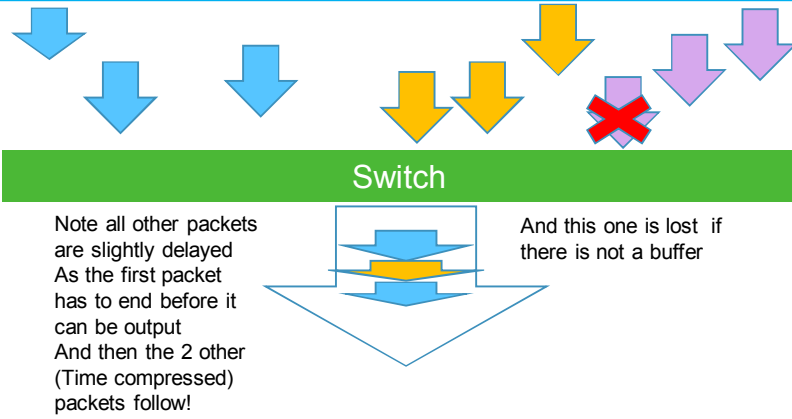 Switch
Note all other packets
are slightly delayed
As the first packet
has to end before it
can be output
And then the 2 other
(Time compressed)
packets follow!
And this one is lost if
there is not a buffer